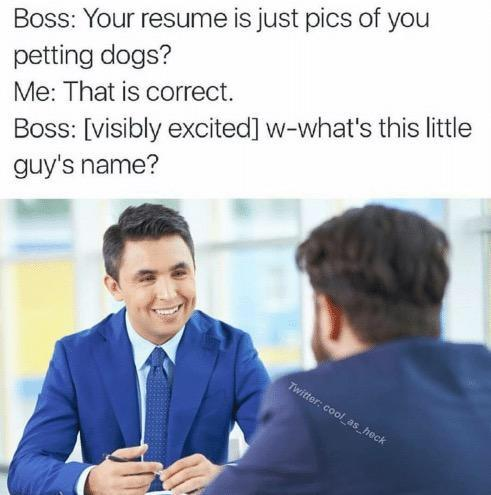 Boss: Your resume is just pics of you
petting dogs?
Me: That is correct.
Boss: [visibly excited] w-what's this little
guy's name?
Twitter: cool_as_heck